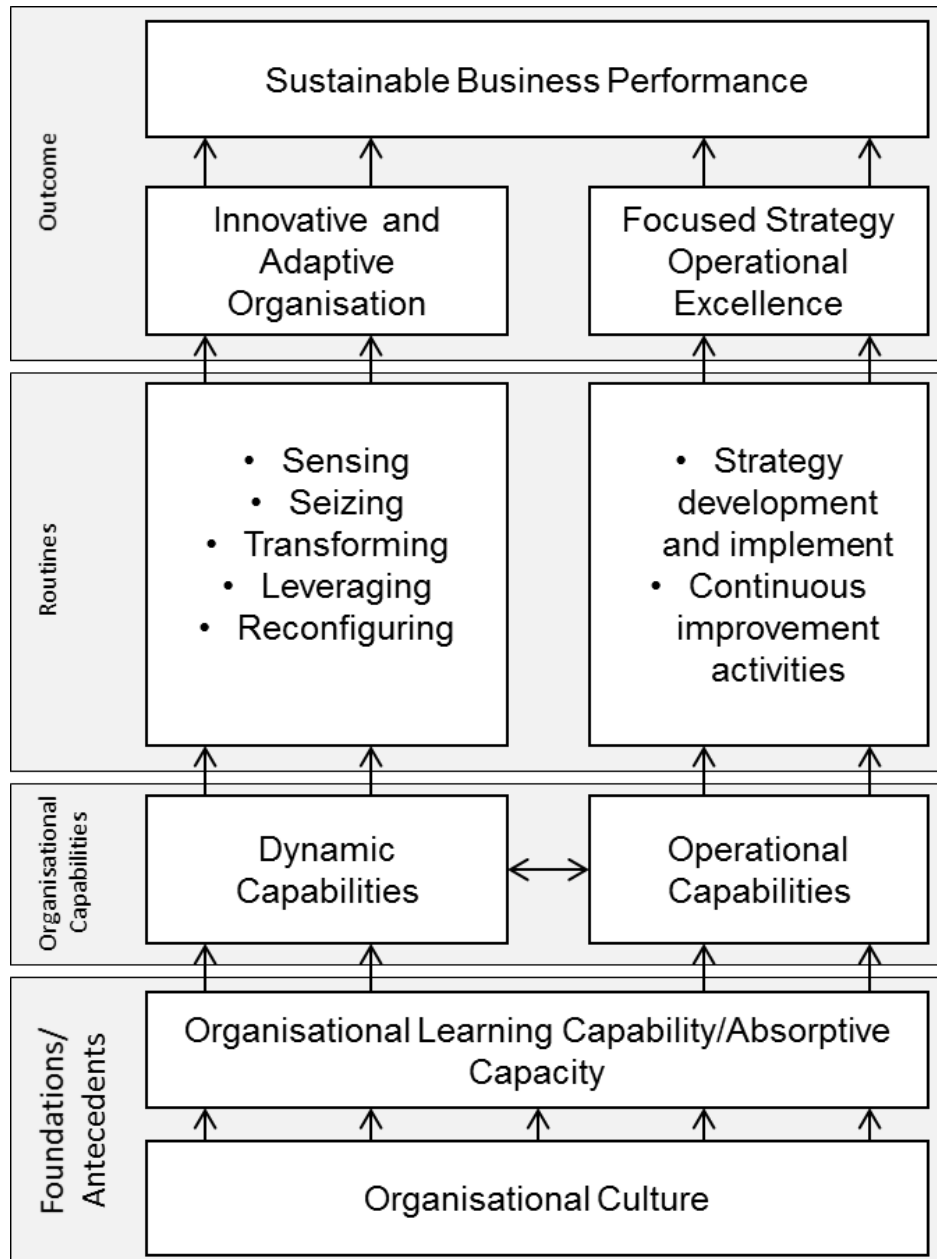 Outcome
Sustainable Business Performance
Innovative and
Adaptive
Organisation
Focused Strategy
Operational
Excellence
Routines
• Sensing
• Seizing
• Transforming
• Leveraging
• Reconfiguring
• Strategy
development
and implement
• Continuous
improvement
activities
Organisational
Capabilities
Dynamic
Capabilities
Operational
Capabilities
Foundations/
Antecedents
Organisational Learning Capability/Absorptive
Capacity
Organisational Culture